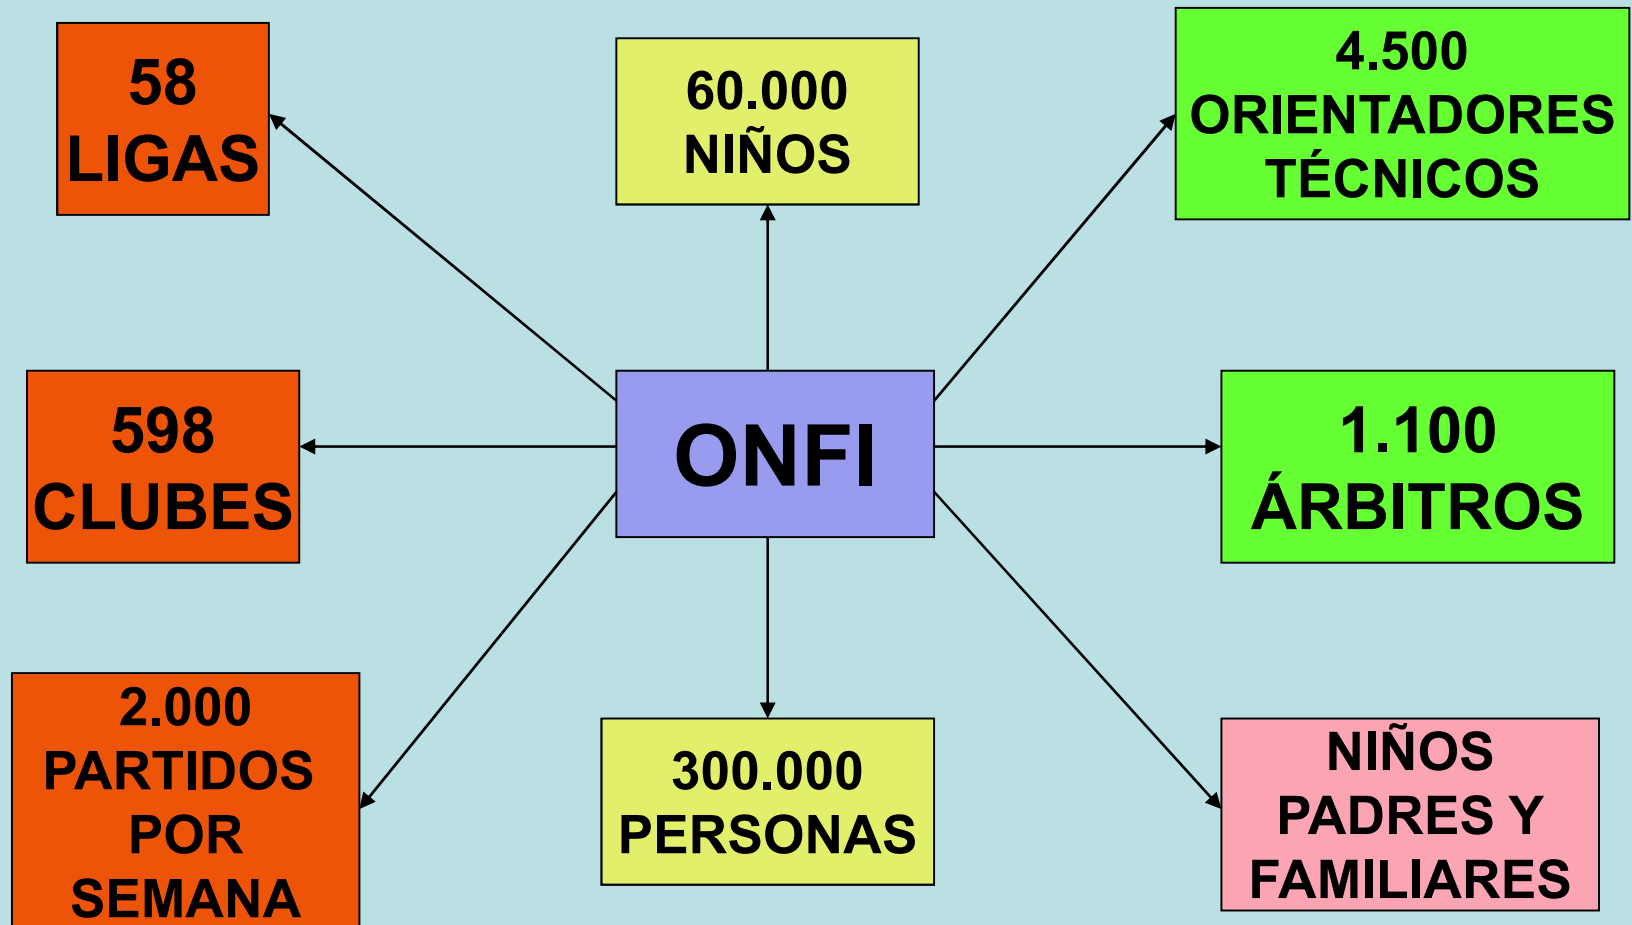 58
LIGAS
60.000
NIÑOS
4.500
ORIENTADORES
TÉCNICOS
598
CLUBES
ONFI
1.100
ÁRBITROS
2.000
PARTIDOS
POR
SEMANA
300.000
PERSONAS
NIÑOS
PADRES Y
FAMILIARES